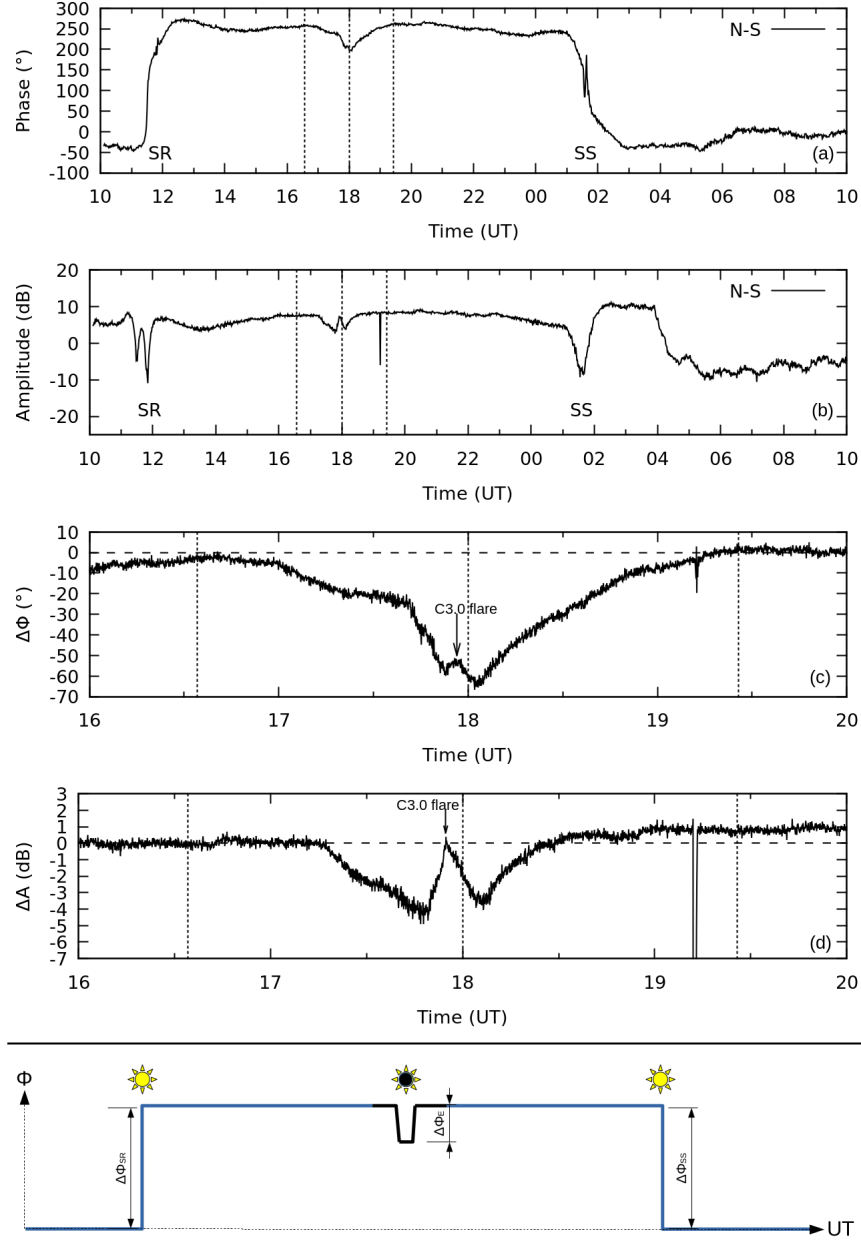 300
250
200
150
100
50
0
-50
-100
Phase (°)
N-S
SR
SS
(a)
10 12 14 16 18 20 22 00 02 04 06 08 10
Time (UT)
20
10
0
-10
-20
Amplitude (dB)
N-S
SR
SS
(b)
10 12 14 16 18 20 22 00 02 04 06 08 10
Time (UT)
10
0
-10
-20
-30
-40
-50
-60
-70
ΔΦ (°)
C3.0 flare
(c)
16 17 18 19 20
Time (UT)
3
2
1
0
-1
-2
-3
-4
-5
-6
-7
ΔA (dB)
C3.0 flare
(d)
16 17 18 19 20
Time (UT)
Φ
ΔΦSR
ΔΦE
ΔΦSS
UT